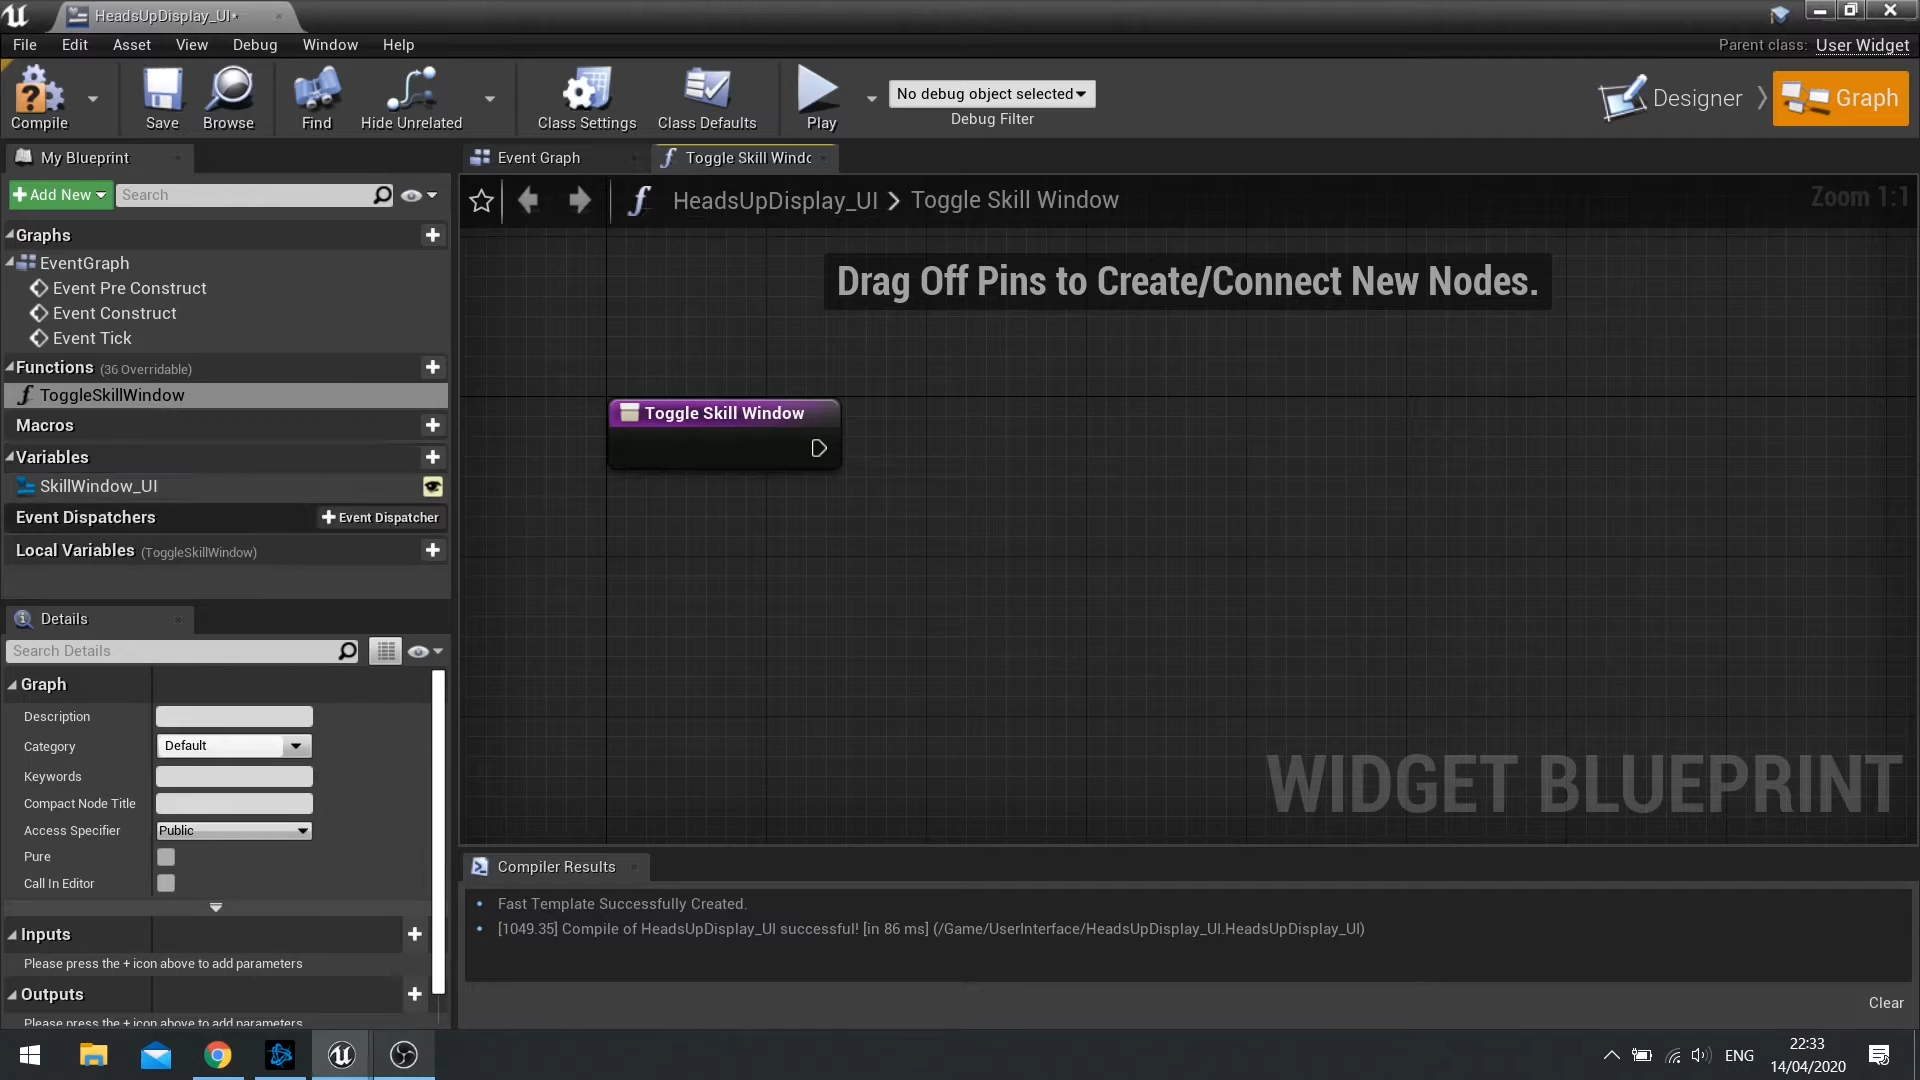 HeadsUpDisplay_UI*
File Edit Asset View Debug Window Help
Parent class: User Widget
Compile
Save
Browse
Find
Hide Unrelated
Class Settings
Class Defaults
Play
No debug object selected
Debug Filter
Designer
Graph
My Blueprint
Event Graph
Toggle Skill Windo
Add New
Search
HeadsUpDisplay_UI > Toggle Skill Window
Zoom 1:1
Drag Off Pins to Create/Connect New Nodes.
Graphs
EventGraph
Event Pre Construct
Event Construct
Event Tick
Functions (36 Overridable)
ToggleSkillWindow
Macros
Variables
SkillWindow_UI
Event Dispatchers
+ Event Dispatcher
Local Variables (ToggleSkillWindow)
Toggle Skill Window
WIDGET BLUEPRINT
Details
Search Details
Graph
Description
Category Default
Keywords
Compact Node Title
Access Specifier Public
Pure
Call In Editor
Inputs
Please press the + icon above to add parameters
Outputs
Please press the + icon above to add parameters
Compiler Results
Fast Template Successfully Created.
[1049.35] Compile of HeadsUpDisplay_UI successful! [in 86 ms] (/Game/UserInterface/HeadsUpDisplay_UI.HeadsUpDisplay_UI)
Clear
ENG
22:33
14/04/2020